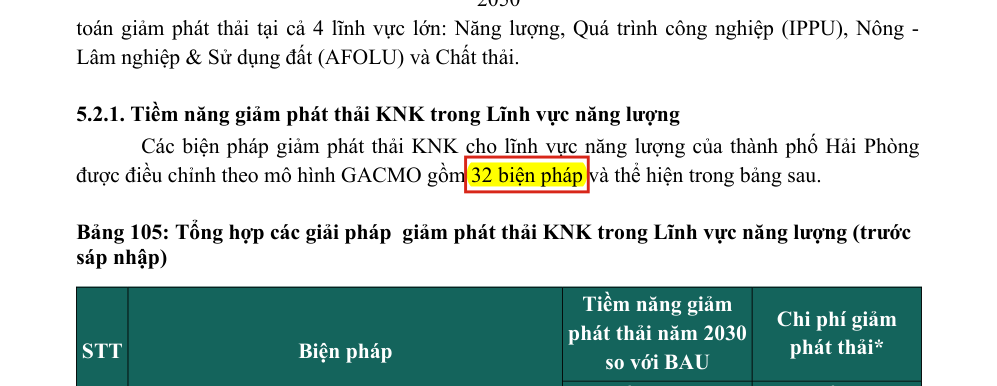 2030
toán giảm phát thải tại cả 4 lĩnh vực lớn: Năng lượng, Quá trình công nghiệp (IPPU), Nông -
Lâm nghiệp & Sử dụng đất (AFOLU) và Chất thải.
5.2.1. Tiềm năng giảm phát thải KNK trong Lĩnh vực năng lượng
Các biện pháp giảm phát thải KNK cho lĩnh vực năng lượng của thành phố Hải Phòng
được điều chỉnh theo mô hình GACMO gồm 32 biện pháp và thể hiện trong bảng sau.
Bảng 105: Tổng hợp các giải pháp giảm phát thải KNK trong Lĩnh vực năng lượng (trước
sáp nhập)
STT
Biện pháp
Tiềm năng giảm
phát thải năm 2030
so với BAU
Chi phí giảm
phát thải*